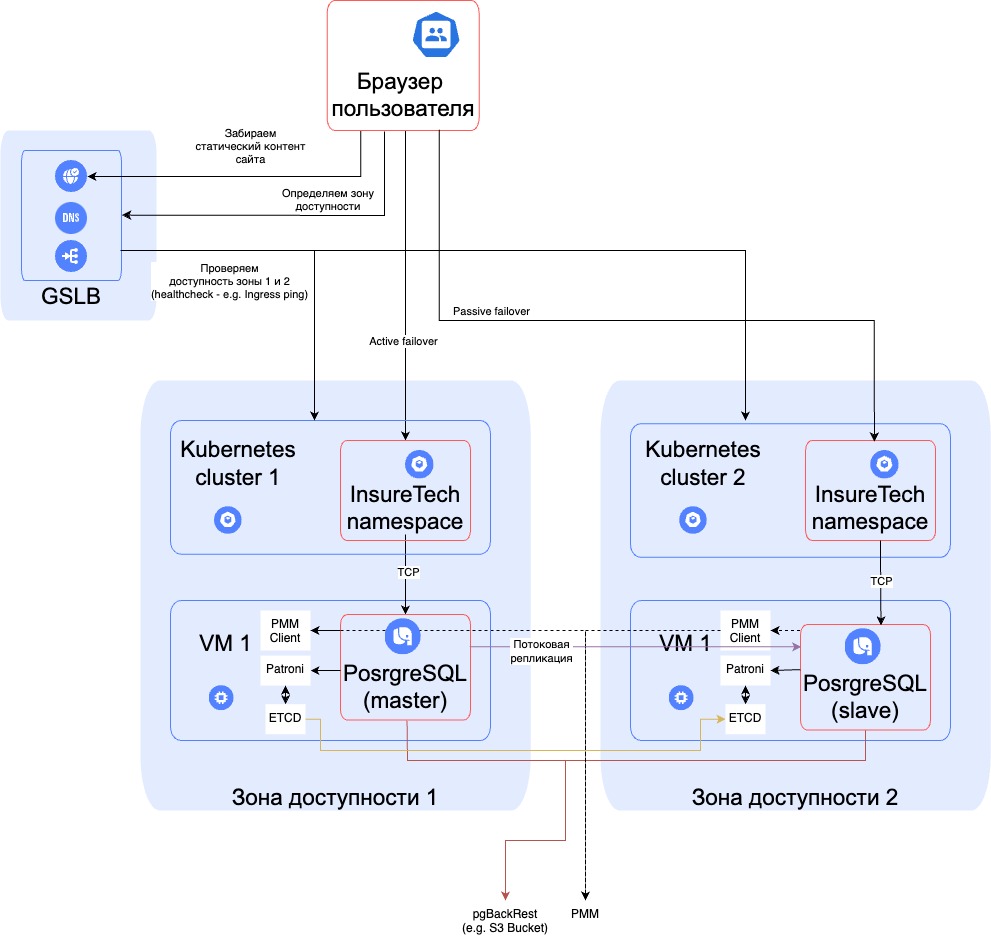 Браузер
пользователя
Забираем
статический контент
сайта
Определяем зону
доступности
DNS
GSLB
Проверяем
доступность зоны 1 и 2
(healthcheck - e.g. Ingress ping)
Passive failover
Active failover
Kubernetes
cluster 1
InsureTech
namespace
Kubernetes
cluster 2
InsureTech
namespace
TCP
TCP
VM 1
PMM
Client
Patroni
ETCD
PosrgreSQL
(master)
Потоковая
репликация
VM 1
PMM
Client
Patroni
ETCD
PosrgreSQL
(slave)
Зона доступности 1
Зона доступности 2
pgBackRest
(e.g. S3 Bucket)
PMM